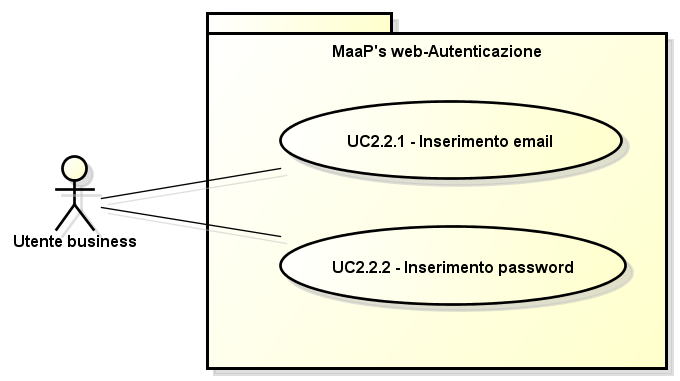 MaaP's web-Autenticazione
UC2.2.1 - Inserimento email
Utente business
UC2.2.2 - Inserimento password